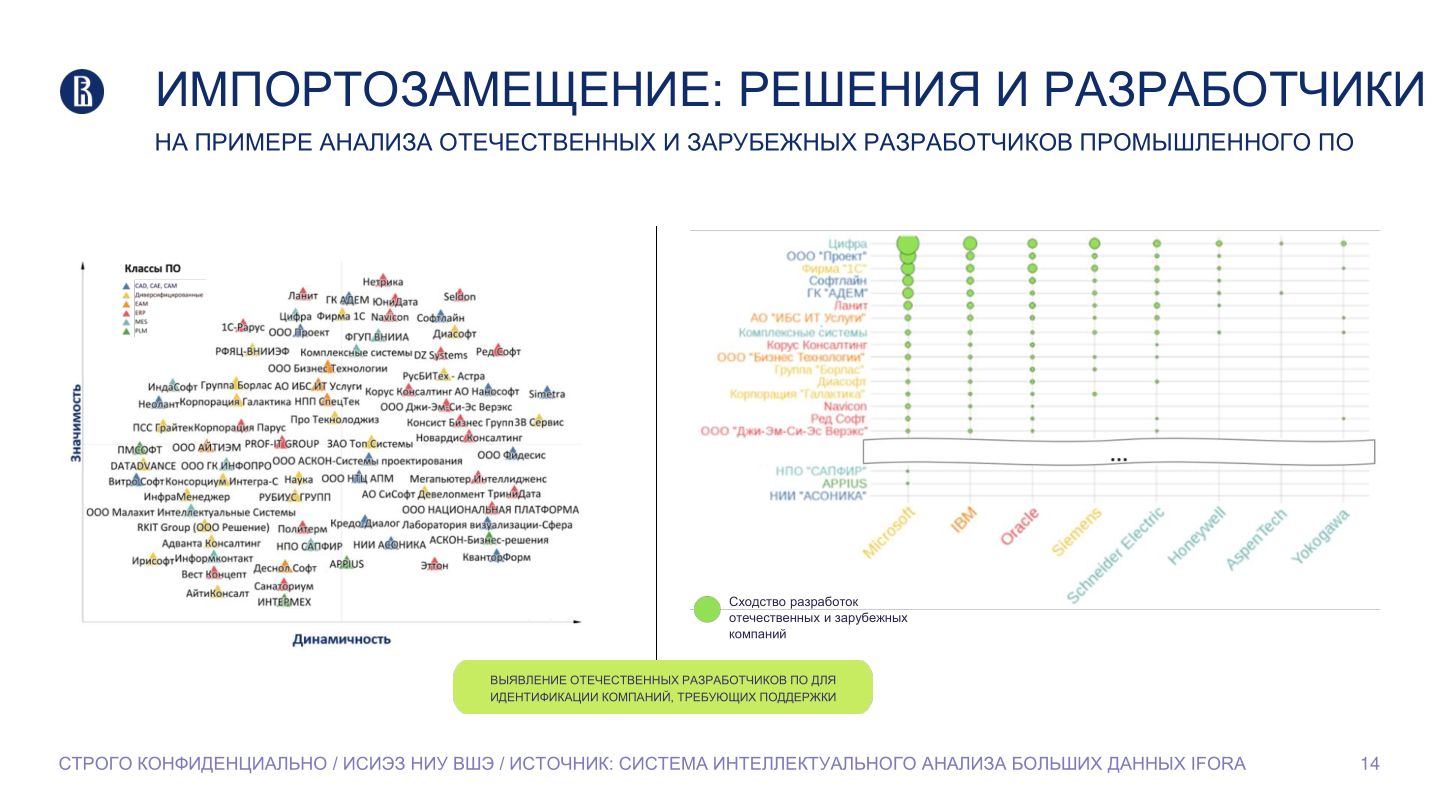 ИМПОРТОЗАМЕЩЕНИЕ: РЕШЕНИЯ И РАЗРАБОТЧИКИ
НА ПРИМЕРЕ АНАЛИЗА ОТЕЧЕСТВЕННЫХ И ЗАРУБЕЖНЫХ РАЗРАБОТЧИКОВ ПРОМЫШЛЕННОГО ПО
Классы ПО
CAD, CAE, CAM
Диверсифицированные
EAM
ERP
MES
PLM
Значимость
Нетрика
Ланит ГК АДЕМ ЮниДата Seldon
Цифра Фирма 1С Navicon Софтлайн
1С-Рарус ООО Проект ФГУП ВНИИА Диасофт
РФЯЦ-ВНИИЭФ Комплексные системы DZ Systems Ред Софт
ООО Бизнес Технологии РусБИТех - Астра
ИндаСофт Группа Борлас АО ИБС ИТ Услуги Корус Консалтинг АО Нанософт Simetra
Неолант Корпорация Галактика НПП СпецТек ООО Джи-Эм-Си-Эс Верэкс
Про Текнолоджиз Консист Бизнес Групп 3В Сервис
ПСС Грайтек Корпорация Парус Новардис Консалтинг
ПМСОФТ ООО АЙТИЭМ PROF-IT GROUP ЗАО Топ Системы ООО Фидесис
DATADVANCE ООО ГК ИНФОПРО ООО АСКОН-Системы проектирования
Витро Софт Консорциум Интегра-С Наука ООО НТЦ АПМ Мегапьютер Интеллидженс
ИнфраМенеджер РУБИУС ГРУПП АО СиСофт Девелопмент ТриниДата
ООО Малахит Интеллектуальные Системы ООО НАЦИОНАЛЬНАЯ ПЛАТФОРМА
RKIT Group (ООО Решение) Политерм Кредо-Диалог Лаборатория визуализации-Сфера
Адванта Консалтинг НПО САПФИР НИИ АСОНИКА АСКОН-Бизнес-решения
Ирисофт Информконтакт Деснол Софт APPIUS Эттон КванторФорм
Вест Концепт Санаториум
АйтиКонсалт ИНТЕРМЕХ
Динамичность
Цифра
ООО "Проект"
Фирма "1С"
Софтлайн
ГК "АДЕМ"
Ланит
АО "ИБС ИТ Услуги"
Комплексные системы
Корус Консалтинг
ООО "Бизнес Технологии"
Группа "Борлас"
Диасофт
Корпорация "Галактика"
Navicon
Ред Софт
ООО "Джи-Эм-Си-Эс Верэкс"
...
НПО "САПФИР"
APPIUS
НИИ "АСОНИКА"
Microsoft IBM Oracle Siemens Schneider Electric Honeywell AspenTech Yokogawa
Сходство разработок
отечественных и зарубежных
компаний
ВЫЯВЛЕНИЕ ОТЕЧЕСТВЕННЫХ РАЗРАБОТЧИКОВ ПО ДЛЯ
ИДЕНТИФИКАЦИИ КОМПАНИЙ, ТРЕБУЮЩИХ ПОДДЕРЖКИ
СТРОГО КОНФИДЕНЦИАЛЬНО / ИСИЭЗ НИУ ВШЭ / ИСТОЧНИК: СИСТЕМА ИНТЕЛЛЕКТУАЛЬНОГО АНАЛИЗА БОЛЬШИХ ДАННЫХ IFORA 14